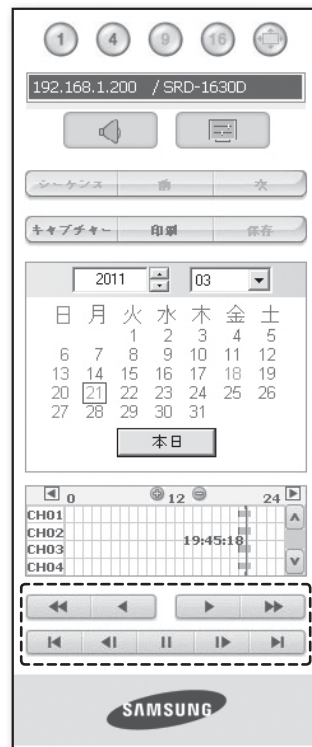 1 4 9 16
192.168.1.200 / SRD-1630D
シーケンス 前 次
キャプチャー 印刷 保存
2011 03
日 月 火 水 木 金 土
1 2 3 4 5
6 7 8 9 10 11 12
13 14 15 16 17 18 19
20 21 22 23 24 25 26
27 28 29 30 31
本日
0 12 24
CH01
CH02
19:45:18
CH03
CH04
SAMSUNG